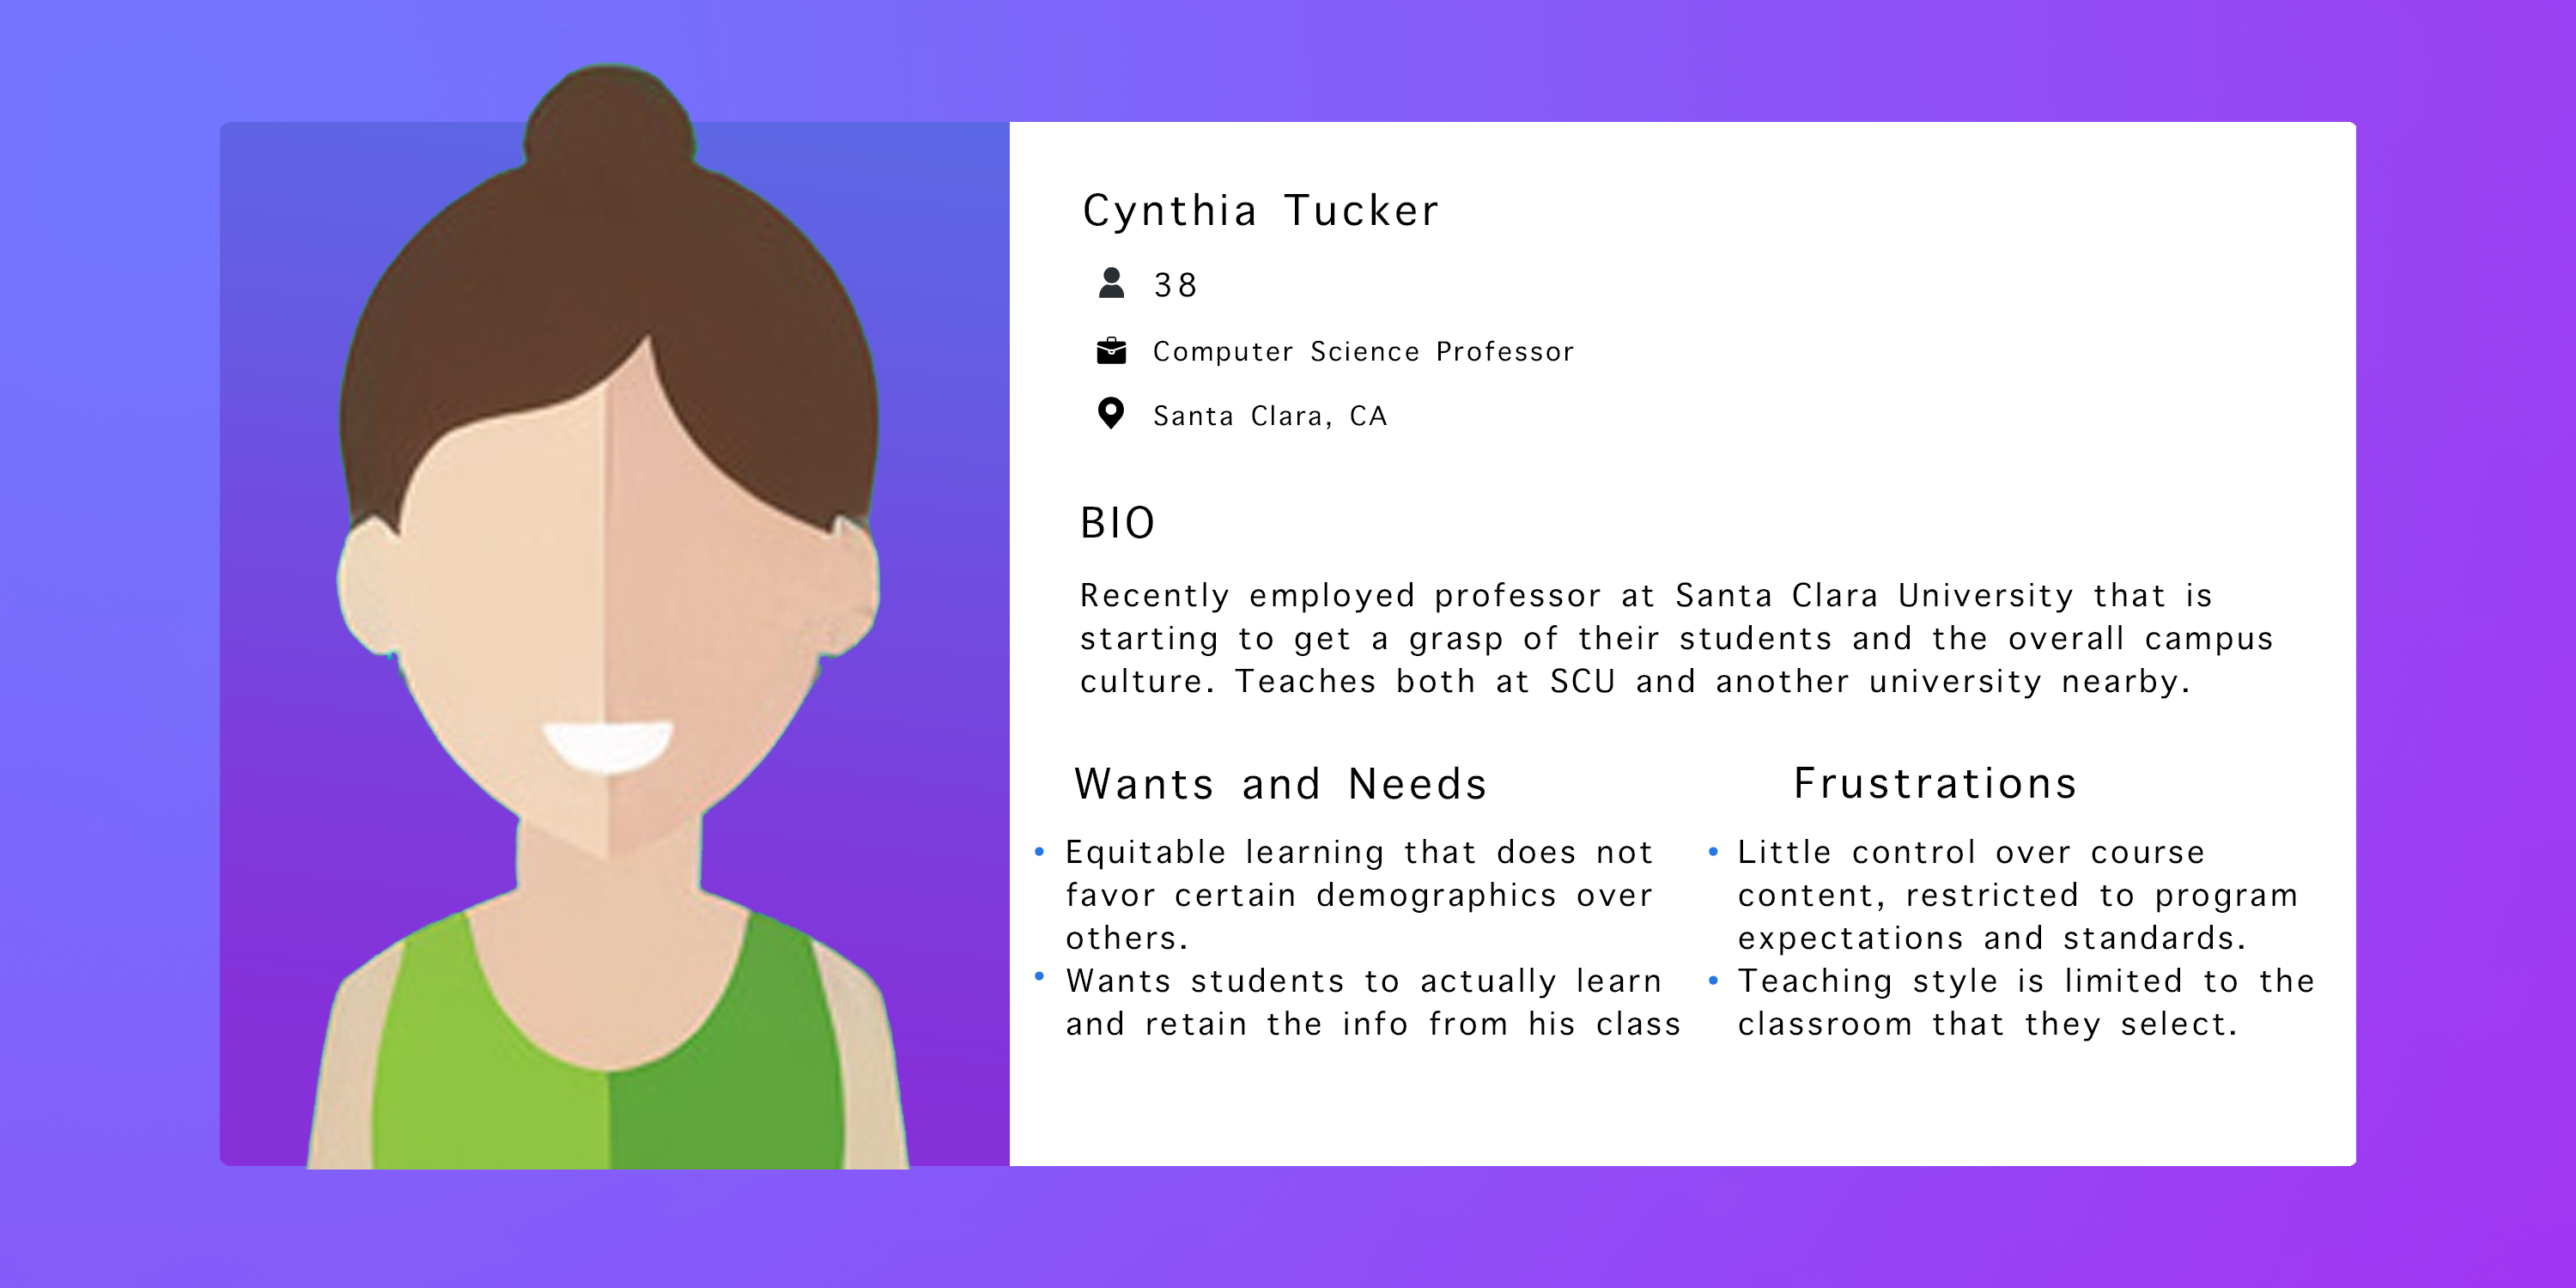 Cynthia Tucker
38
Computer Science Professor
Santa Clara, CA
BIO
Recently employed professor at Santa Clara University that is
starting to get a grasp of their students and the overall campus
culture. Teaches both at SCU and another university nearby.
Wants and Needs
• Equitable learning that does not
favor certain demographics over
others.
• Wants students to actually learn
and retain the info from his class
Frustrations
• Little control over course
content, restricted to program
expectations and standards.
• Teaching style is limited to the
classroom that they select.